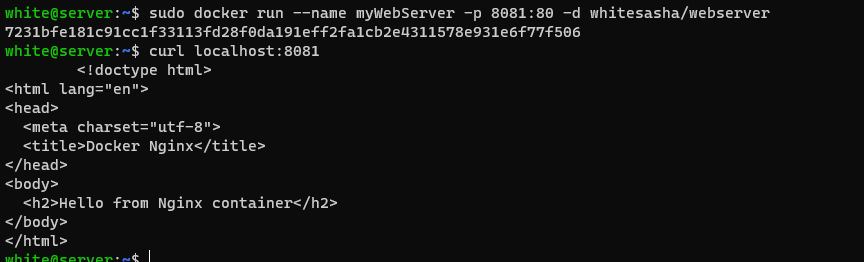 white@server:~$ sudo docker run --name myWebServer -p 8081:80 -d whitesasha/webserver
7231bfe181c91cc1f33113fd28f0da191eff2fa1cb2e4311578e931e6f77f506
white@server:~$ curl localhost:8081
        <!doctype html>
<html lang="en">
<head>
  <meta charset="utf-8">
  <title>Docker Nginx</title>
</head>
<body>
  <h2>Hello from Nginx container</h2>
</body>
</html>
white@server:~$